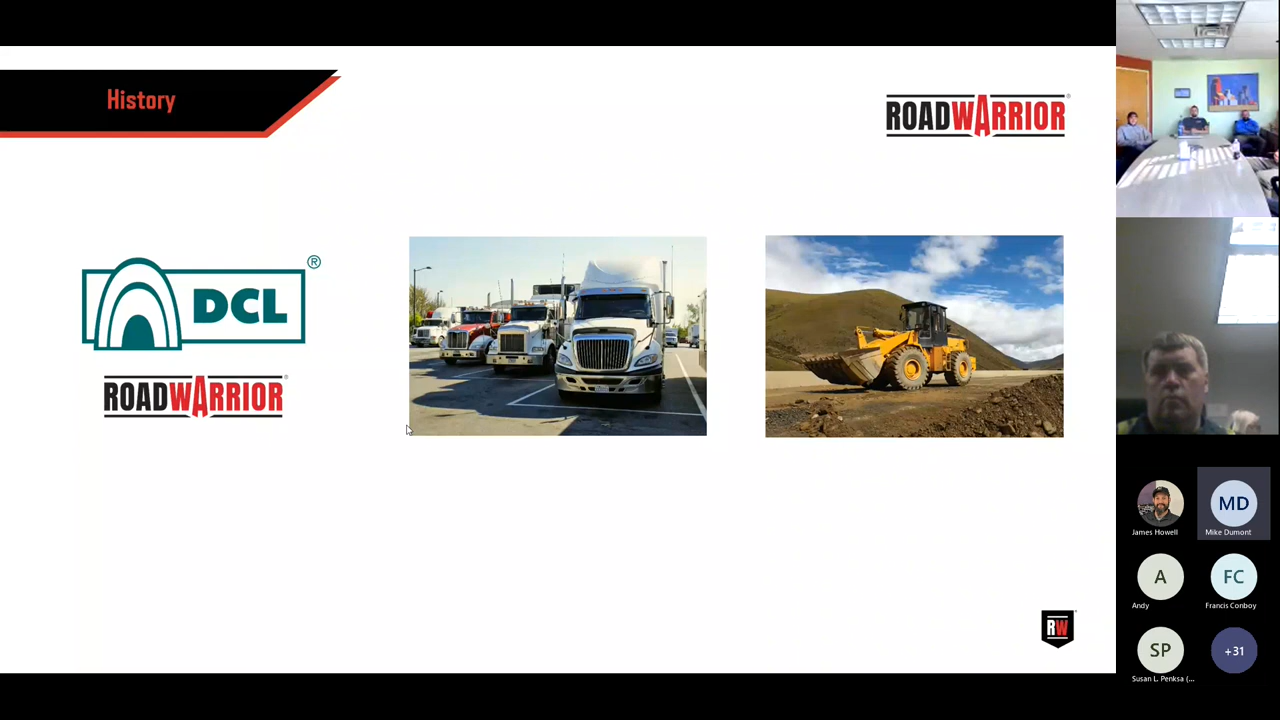 History
ROADWARRIOR®
DCL®
ROADWARRIOR®
RW
James Howell
MD
Mike Dumont
A
Andy
FC
Francis Conboy
SP
Susan L. Penksa (...
+31